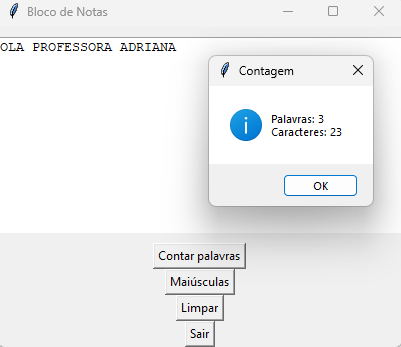 Bloco de Notas
OLA PROFESSORA ADRIANA
Contagem
Palavras: 3
Caracteres: 23
OK
Contar palavras
Maiúsculas
Limpar
Sair